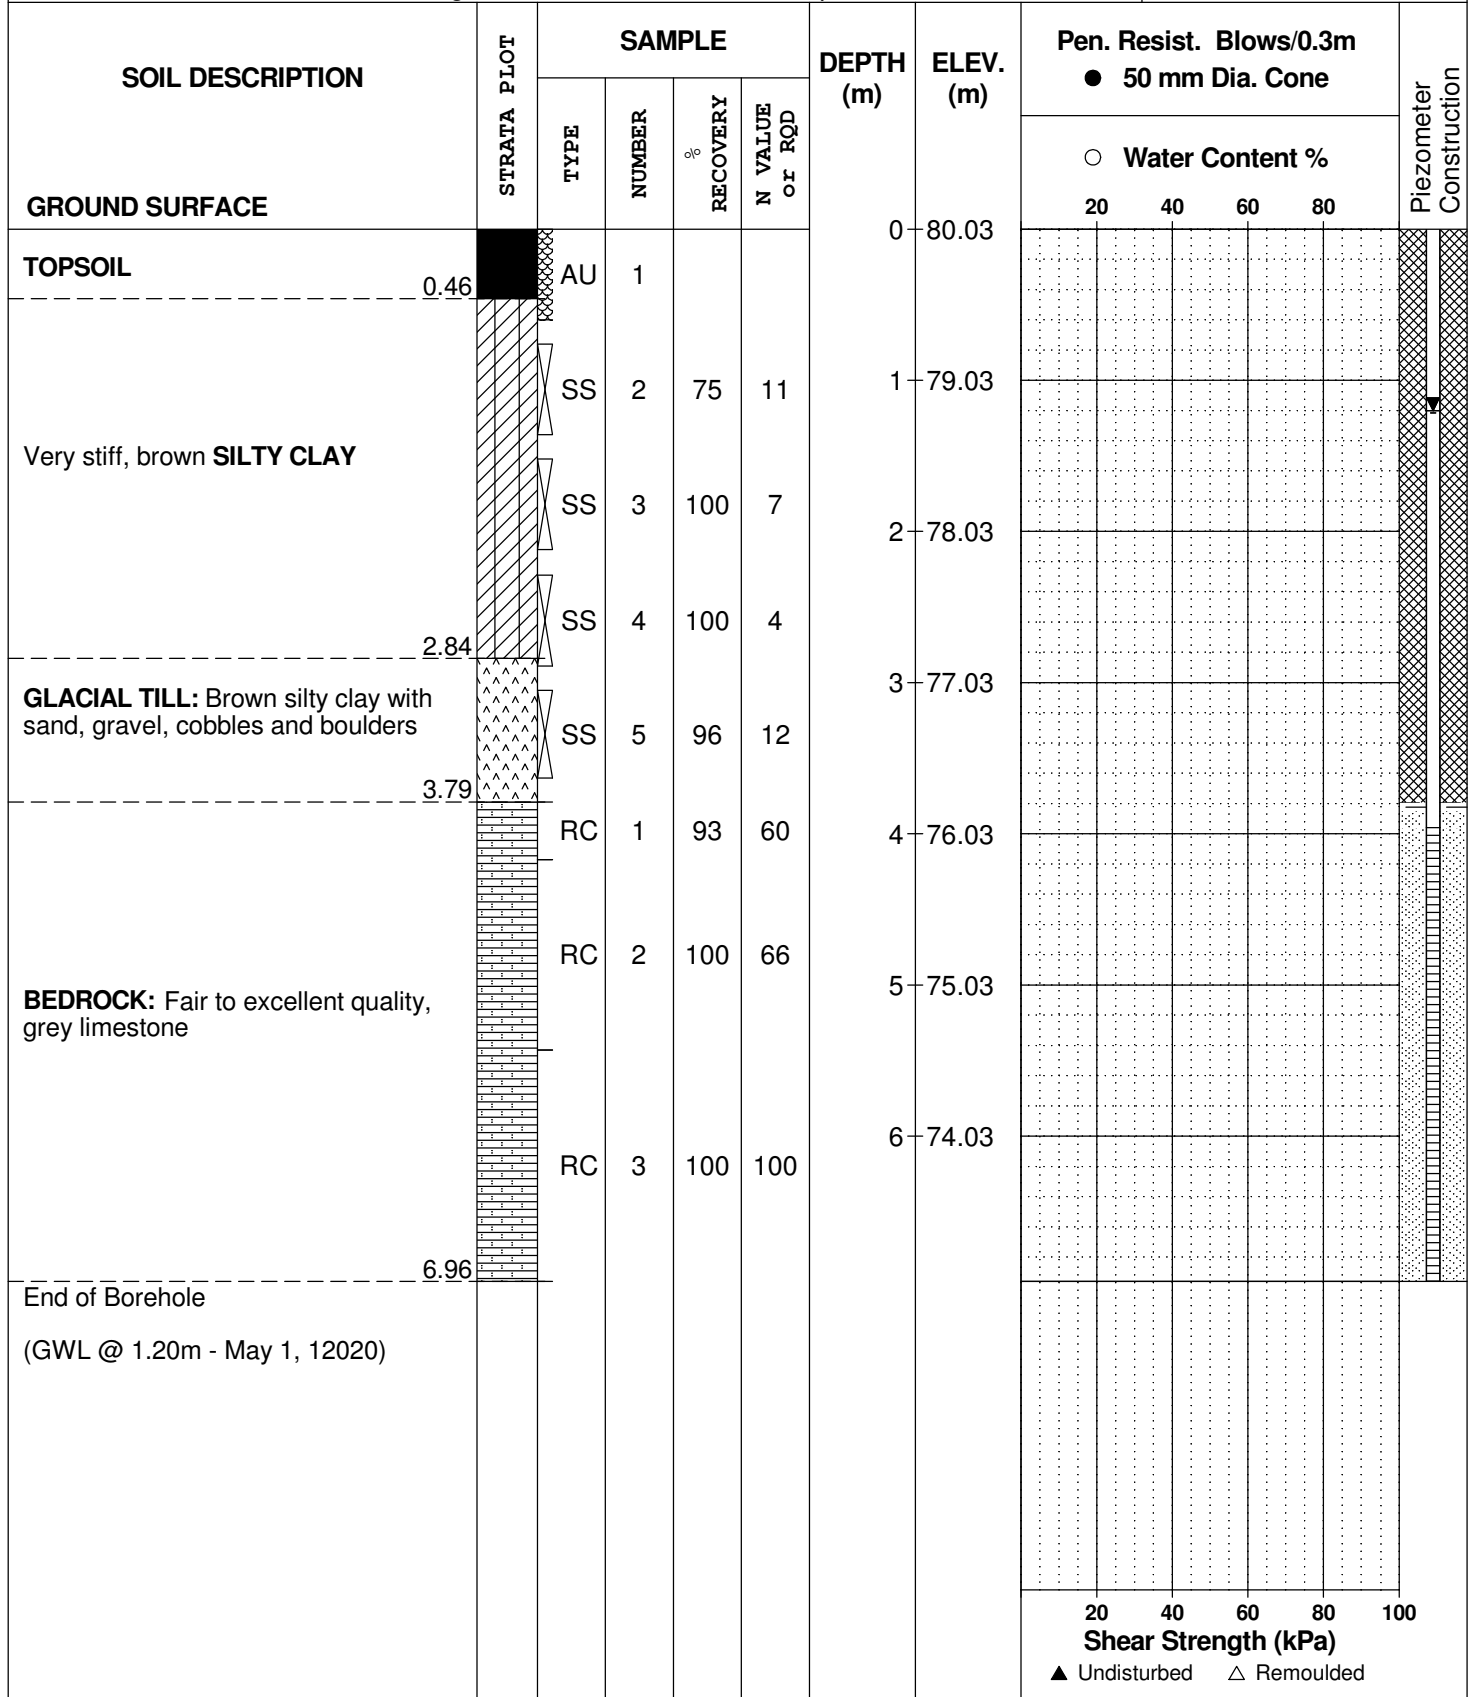 SOIL DESCRIPTION
GROUND SURFACE
STRATA PLOT
SAMPLE
TYPE
NUMBER
% RECOVERY
N VALUE or RQD
DEPTH (m)
ELEV. (m)
Pen. Resist. Blows/0.3m
● 50 mm Dia. Cone
○ Water Content %
20 40 60 80
Piezometer Construction
0 80.03
TOPSOIL
0.46
AU 1
SS 2 75 11
1 79.03
Very stiff, brown SILTY CLAY
SS 3 100 7
2 78.03
SS 4 100 4
2.84
3 77.03
GLACIAL TILL: Brown silty clay with
sand, gravel, cobbles and boulders
SS 5 96 12
3.79
RC 1 93 60
4 76.03
RC 2 100 66
5 75.03
BEDROCK: Fair to excellent quality,
grey limestone
6 74.03
RC 3 100 100
6.96
End of Borehole
(GWL @ 1.20m - May 1, 12020)
20 40 60 80 100
Shear Strength (kPa)
▲ Undisturbed △ Remoulded